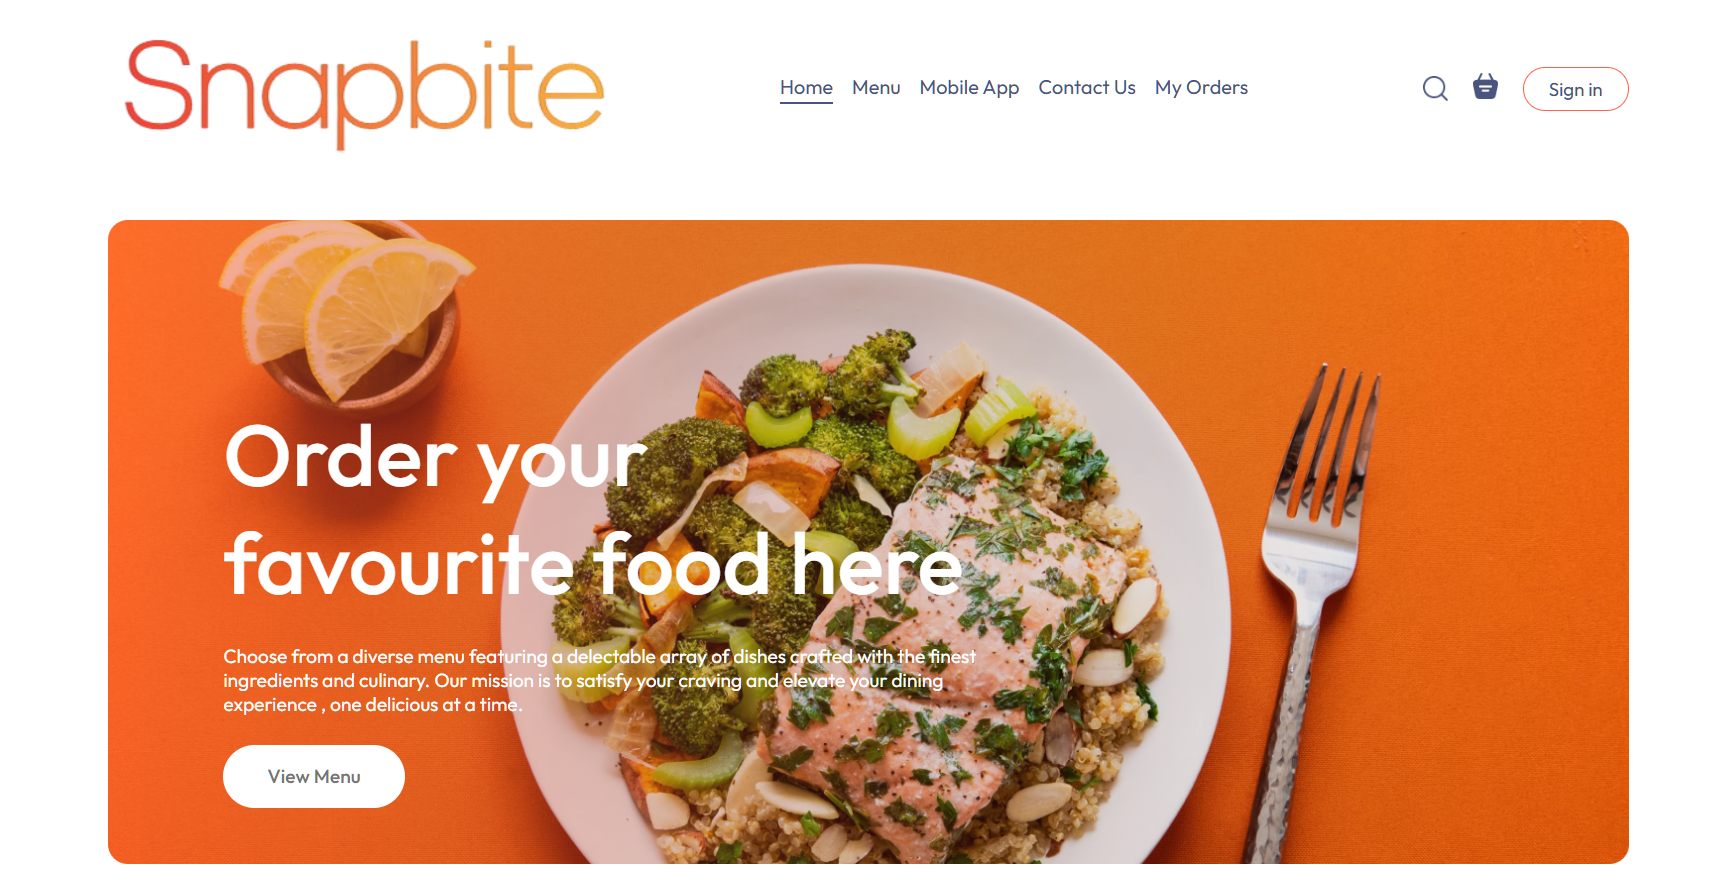 Snapbite
Home Menu Mobile App Contact Us My Orders
Sign in
Order your
favourite food here
Choose from a diverse menu featuring a delectable array of dishes crafted with the finest
ingredients and culinary. Our mission is to satisfy your craving and elevate your dining
experience , one delicious at a time.
View Menu